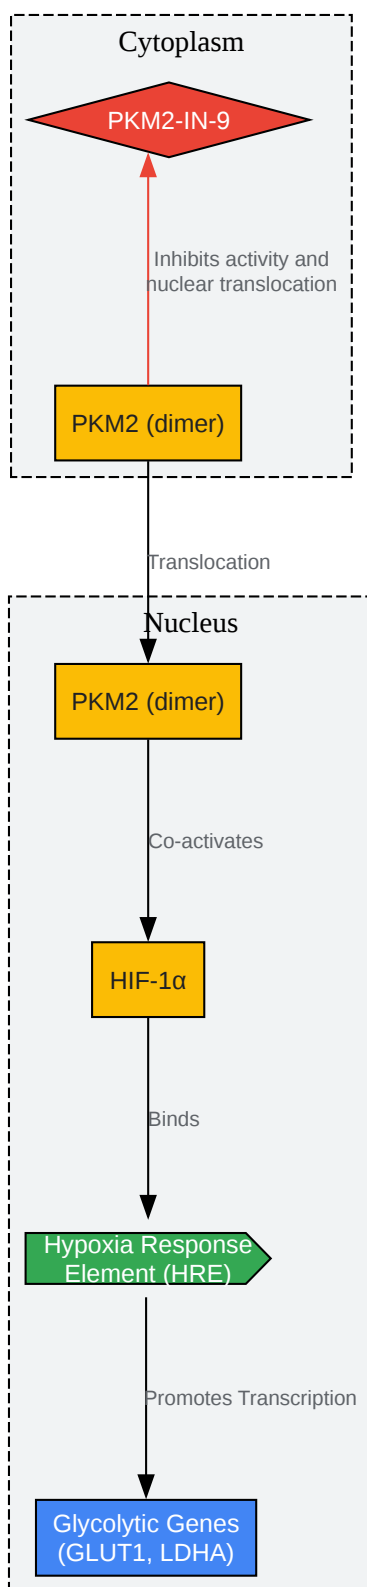 Cytoplasm
PKM2-IN-9
Inhibits activity and
nuclear translocation
PKM2 (dimer)
Translocation
Nucleus
PKM2 (dimer)
Co-activates
HIF-1α
Binds
Hypoxia Response
Element (HRE)
Promotes Transcription
Glycolytic Genes
(GLUT1, LDHA)